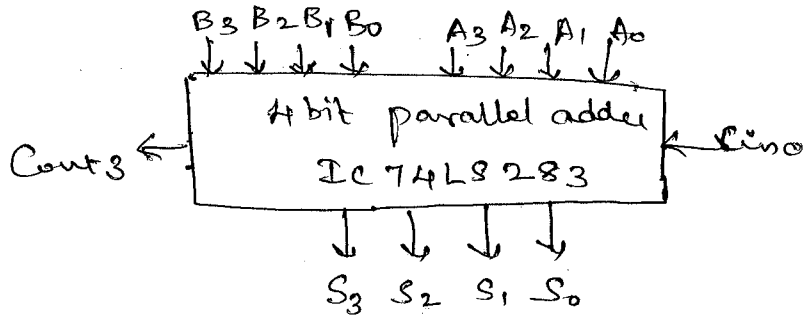 B3 B2 B1 B0 A3 A2 A1 A0
4 bit parallel adder
Cout3 Cin0
IC 74LS283
S3 S2 S1 S0